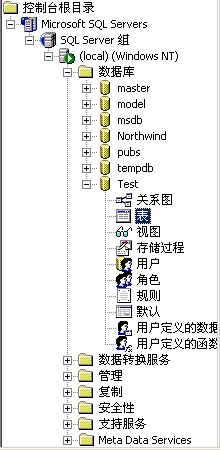 控制台根目录
Microsoft SQL Servers
SQL Server 组
(local) (Windows NT)
数据库
master
model
msdb
Northwind
pubs
tempdb
Test
关系图
表
视图
存储过程
用户
角色
规则
默认
用户定义的数据
用户定义的函数
数据转换服务
管理
复制
安全性
支持服务
Meta Data Services